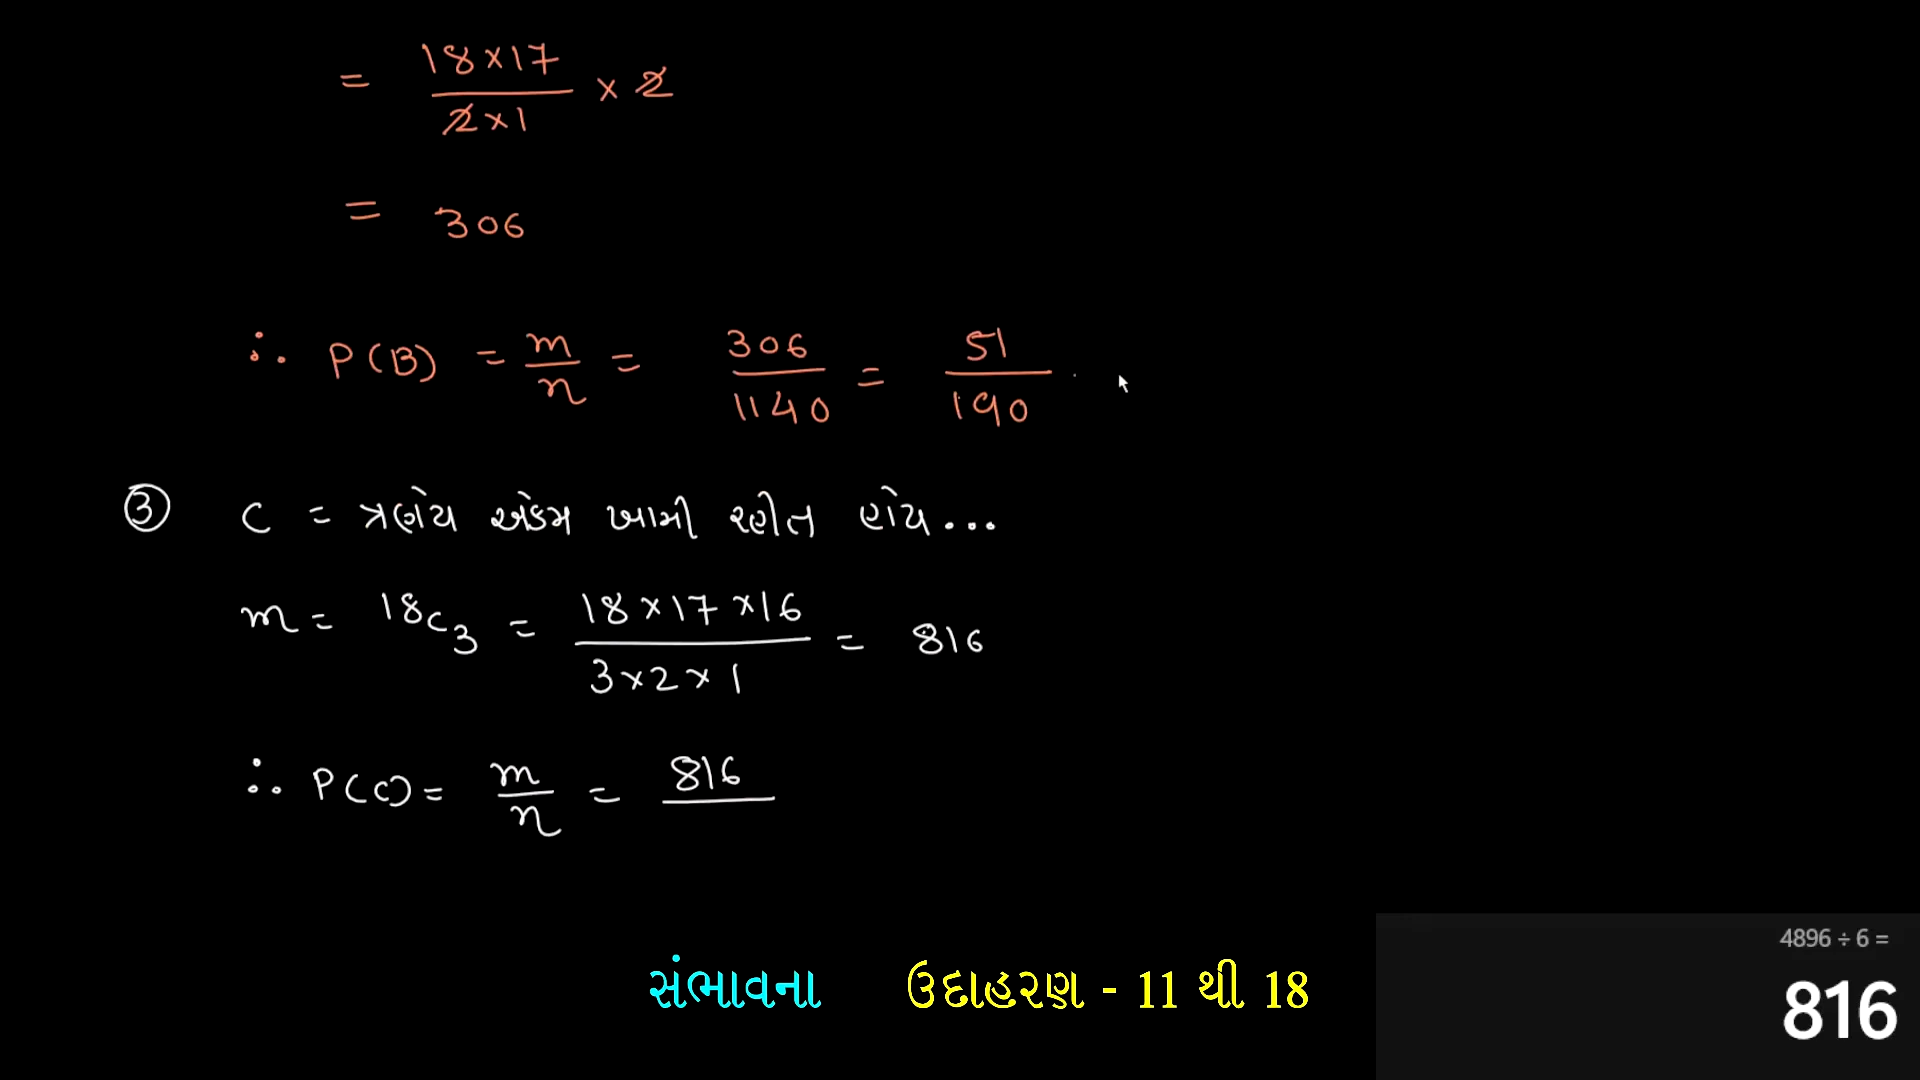 = 18×17 / 2×1 × 2
= 306
∴ P(B) = m/n = 306/1140 = 51/190
③ C = ત્રણેય એકમ ખામી રહીત હોય...
m = 18C3 = 18×17×16 / 3×2×1 = 816
∴ P(C) = m/n = 816
સંભાવના ઉદાહરણ - 11 થી 18
4896 ÷ 6 =
816